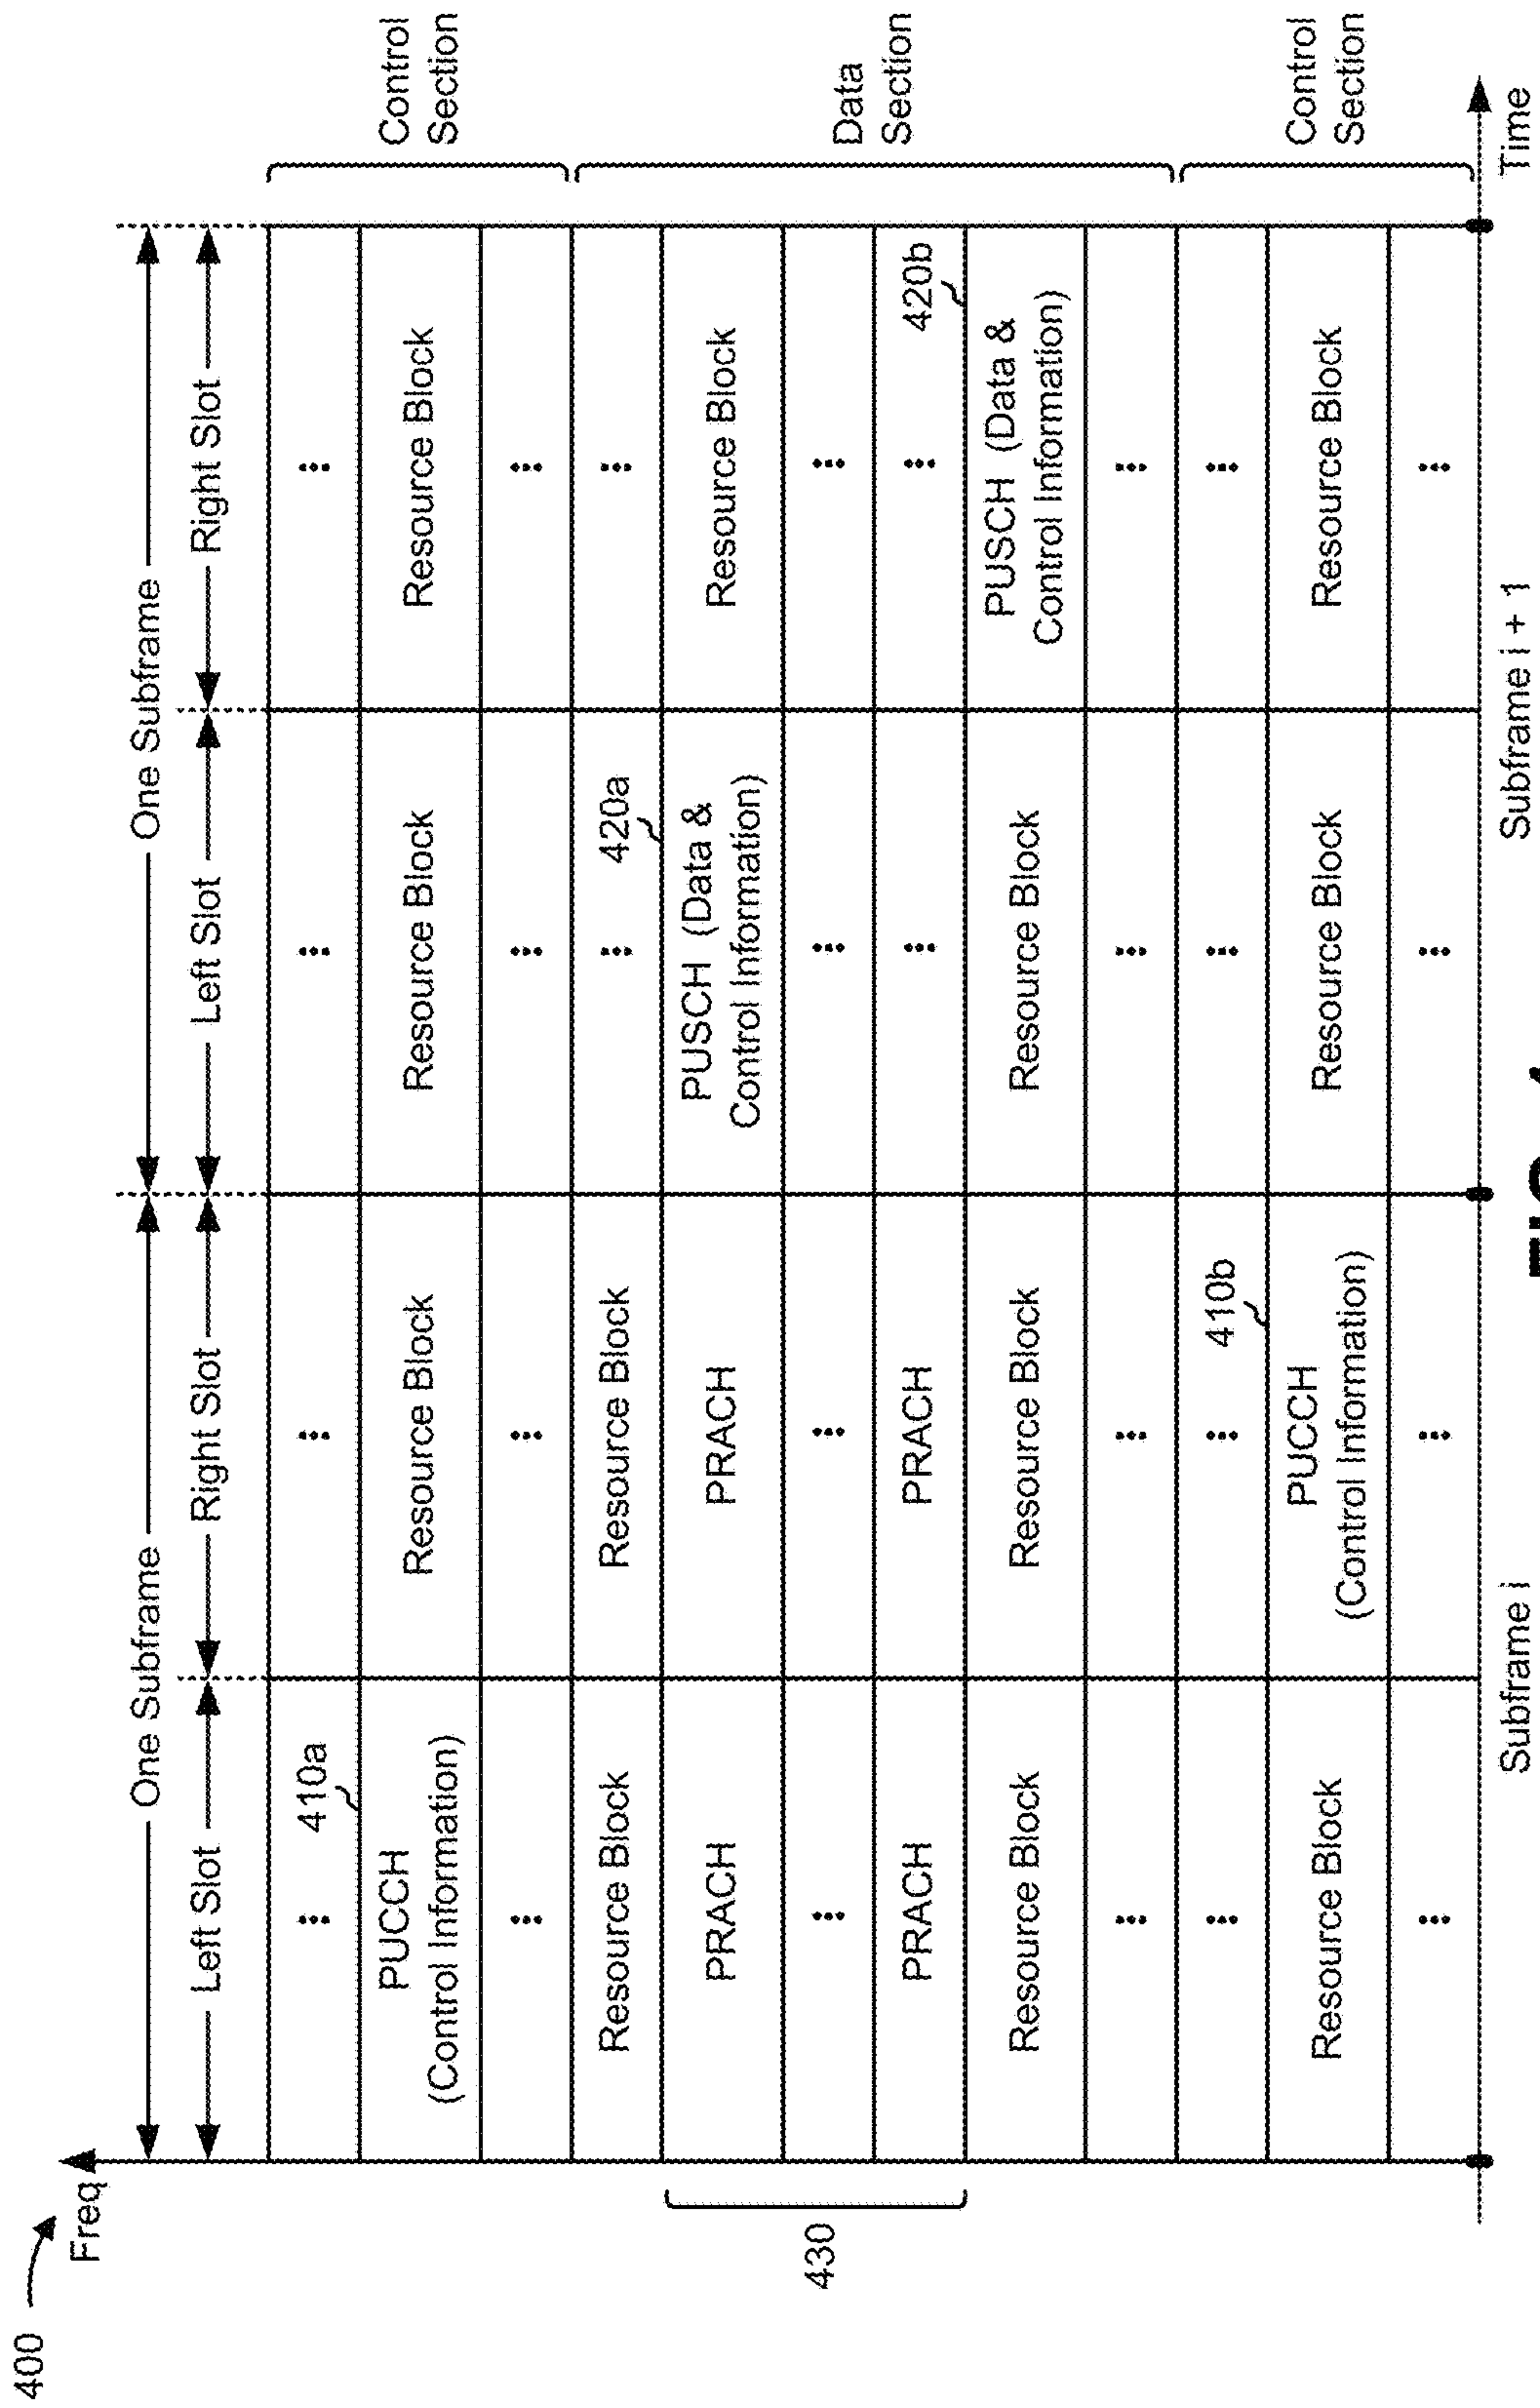 400
Freq
One Subframe One Subframe
Left Slot Right Slot Left Slot Right Slot
⋮ 410a ⋮ ⋮ ⋮
PUCCH
(Control Information) Resource Block Resource Block Resource Block
⋮ ⋮ ⋮ ⋮
Control
Section
Resource Block Resource Block ⋮ 420a ⋮
PRACH PRACH PUSCH (Data &
Control Information) Resource Block
430
⋮ ⋮ ⋮ ⋮
PRACH PRACH ⋮ ⋮ 420b
Resource Block Resource Block Resource Block PUSCH (Data &
Control Information)
⋮ ⋮ ⋮ ⋮
Data
Section
⋮ ⋮ 410b ⋮ ⋮
Resource Block PUCCH
(Control Information) Resource Block Resource Block
⋮ ⋮ ⋮ ⋮
Control
Section
Subframe i Subframe i + 1 Time